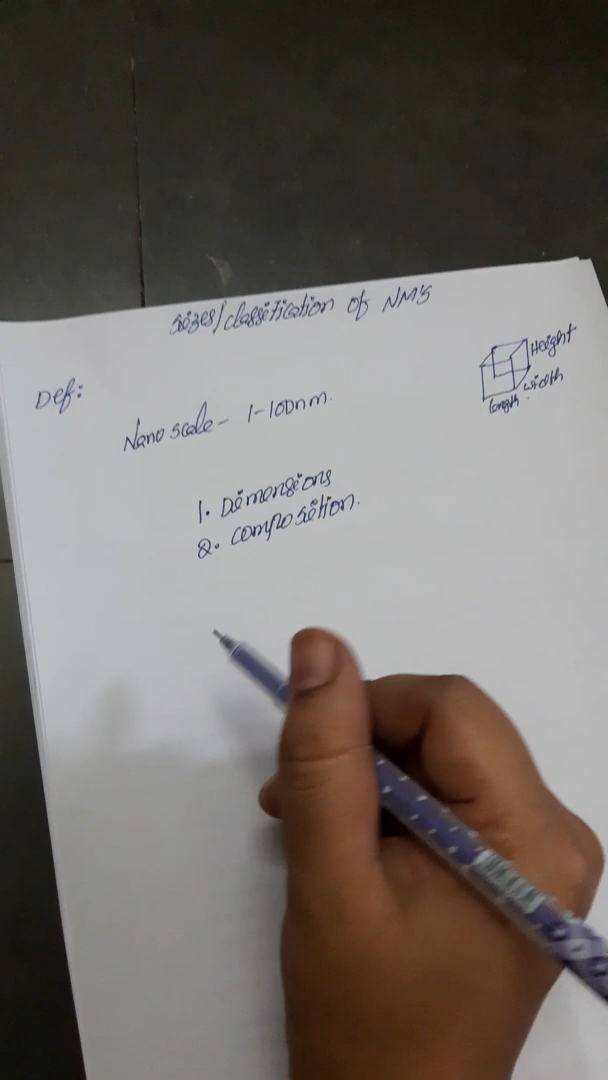 sizes/classification of NM'S
Def:
Nano scale - 1-100nm.
Height
width
length
1. Dimensions
2. composition.